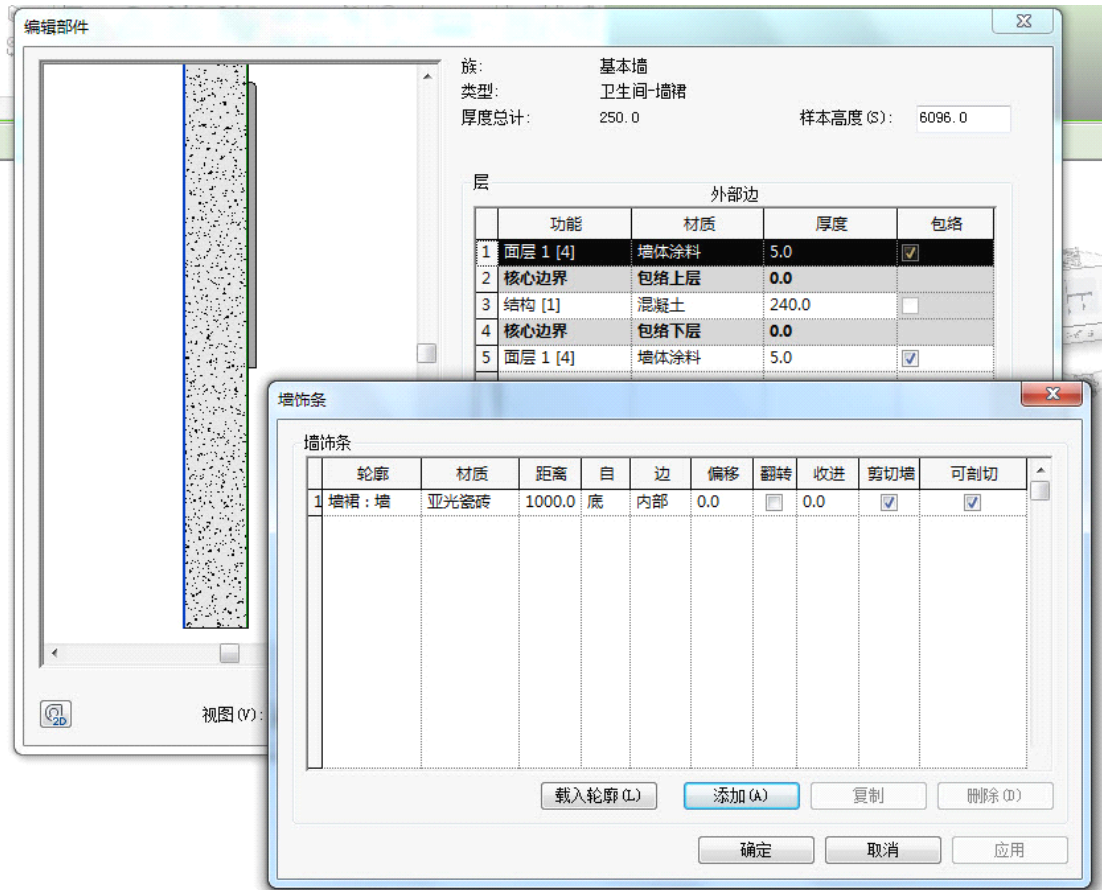 编辑部件
族: 基本墙
类型: 卫生间-墙裙
厚度总计: 250.0 样本高度(S): 6096.0
层
外部边
功能 材质 厚度 包络
1 面层 1 [4] 墙体涂料 5.0
2 核心边界 包络上层 0.0
3 结构 [1] 混凝土 240.0
4 核心边界 包络下层 0.0
5 面层 1 [4] 墙体涂料 5.0
2D
视图(V):
墙饰条
墙饰条
轮廓 材质 距离 自 边 偏移 翻转 收进 剪切墙 可剖切
1 墙裙 : 墙 亚光瓷砖 1000.0 底 内部 0.0 0.0
载入轮廓(L) 添加(A) 复制 删除(D)
确定 取消 应用